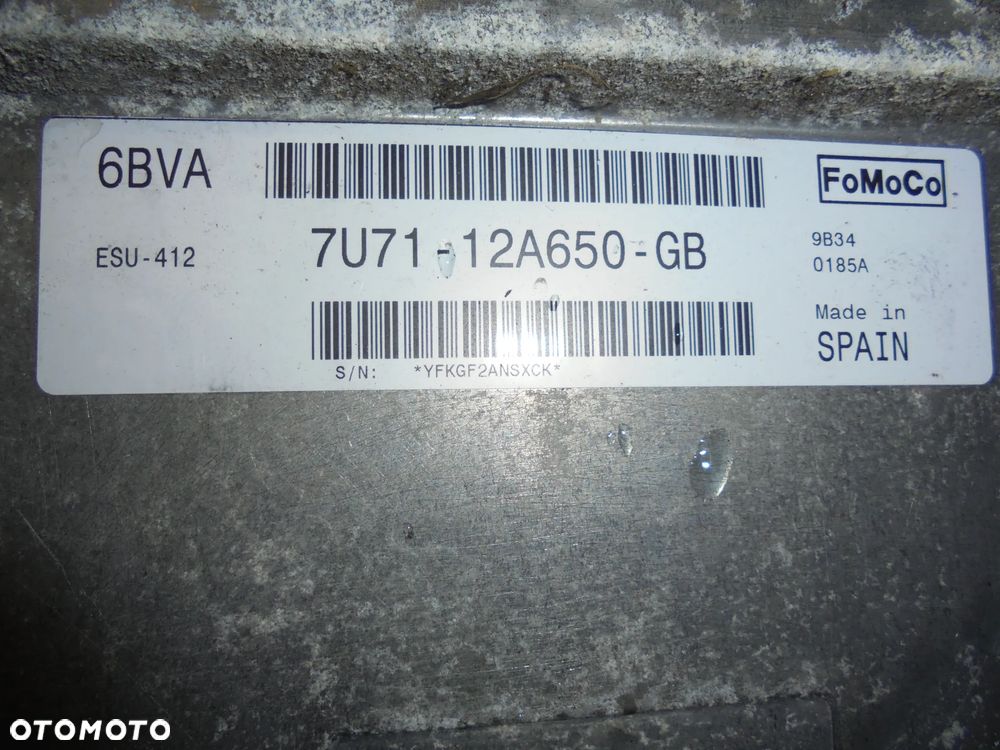 6BVA
FoMoCo
ESU-412
7U71-12A650-GB
9B34
0185A
Made in
SPAIN
S/N: *YFKGF2ANSXCK*
OTOMOTO